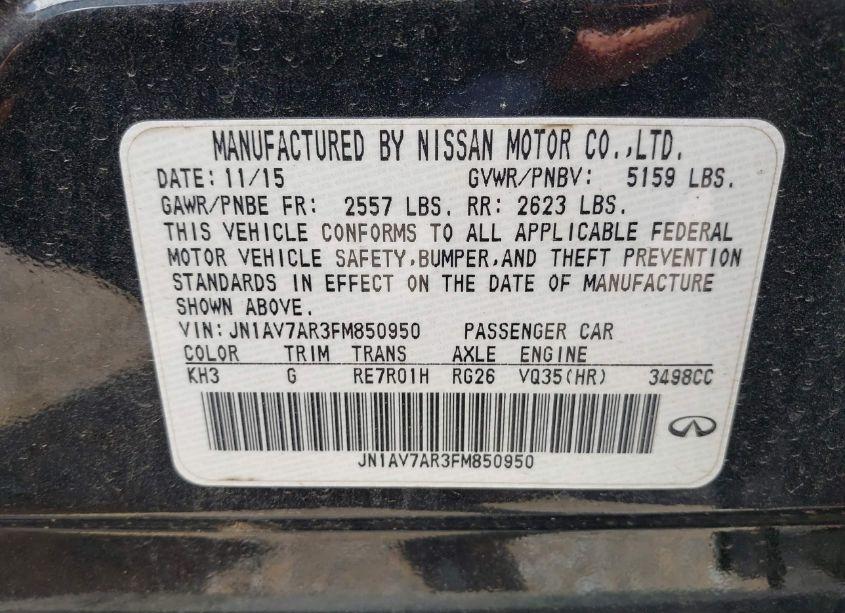 MANUFACTURED BY NISSAN MOTOR CO.,LTD.
DATE: 11/15 GVWR/PNBV: 5159 LBS.
GAWR/PNBE FR: 2557 LBS. RR: 2623 LBS.
THIS VEHICLE CONFORMS TO ALL APPLICABLE FEDERAL
MOTOR VEHICLE SAFETY,BUMPER,AND THEFT PREVENTION
STANDARDS IN EFFECT ON THE DATE OF MANUFACTURE
SHOWN ABOVE.
VIN: JN1AV7AR3FM850950 PASSENGER CAR
COLOR TRIM TRANS AXLE ENGINE
KH3 G RE7R01H RG26 VQ35(HR) 3498CC
JN1AV7AR3FM850950